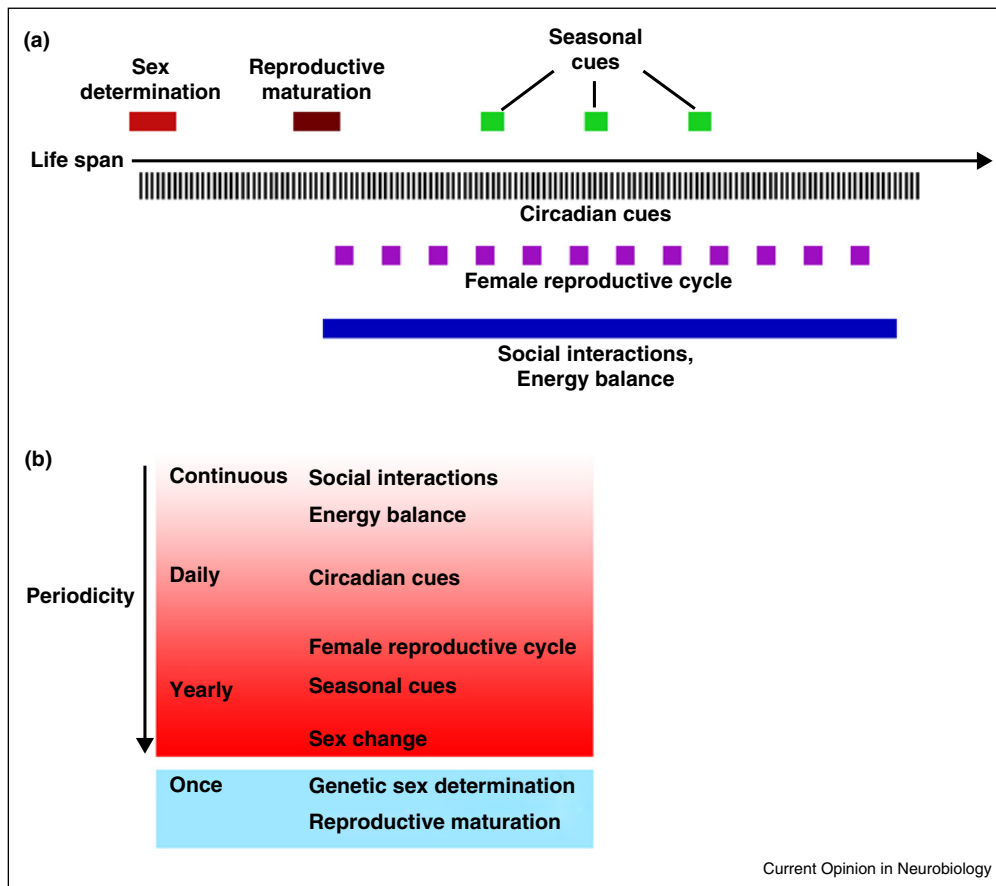 (a)
Seasonal
cues
Sex
determination
Reproductive
maturation
Life span
Circadian cues
Female reproductive cycle
Social interactions,
Energy balance
(b)
Periodicity
Continuous Social interactions
Energy balance
Daily Circadian cues
Female reproductive cycle
Yearly Seasonal cues
Sex change
Once Genetic sex determination
Reproductive maturation
Current Opinion in Neurobiology